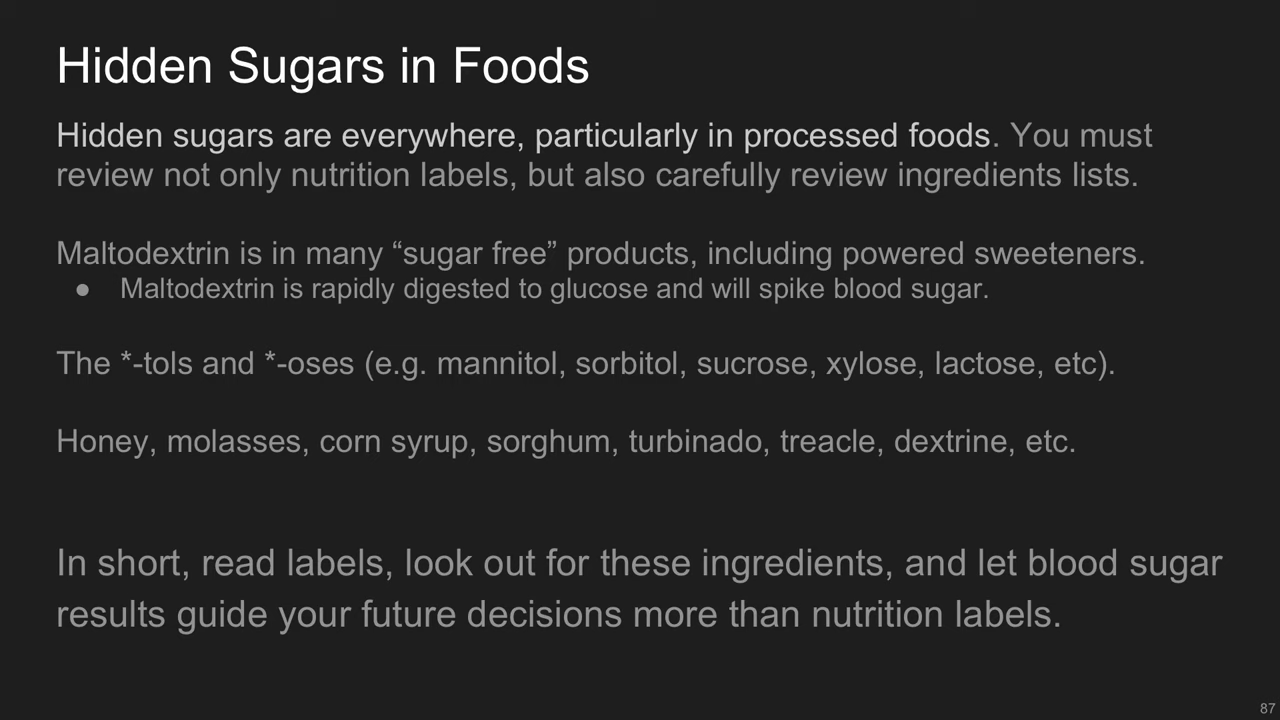 Hidden Sugars in Foods
Hidden sugars are everywhere, particularly in processed foods. You must
review not only nutrition labels, but also carefully review ingredients lists.
Maltodextrin is in many “sugar free” products, including powered sweeteners.
● Maltodextrin is rapidly digested to glucose and will spike blood sugar.
The *-tols and *-oses (e.g. mannitol, sorbitol, sucrose, xylose, lactose, etc).
Honey, molasses, corn syrup, sorghum, turbinado, treacle, dextrine, etc.
In short, read labels, look out for these ingredients, and let blood sugar
results guide your future decisions more than nutrition labels.
87